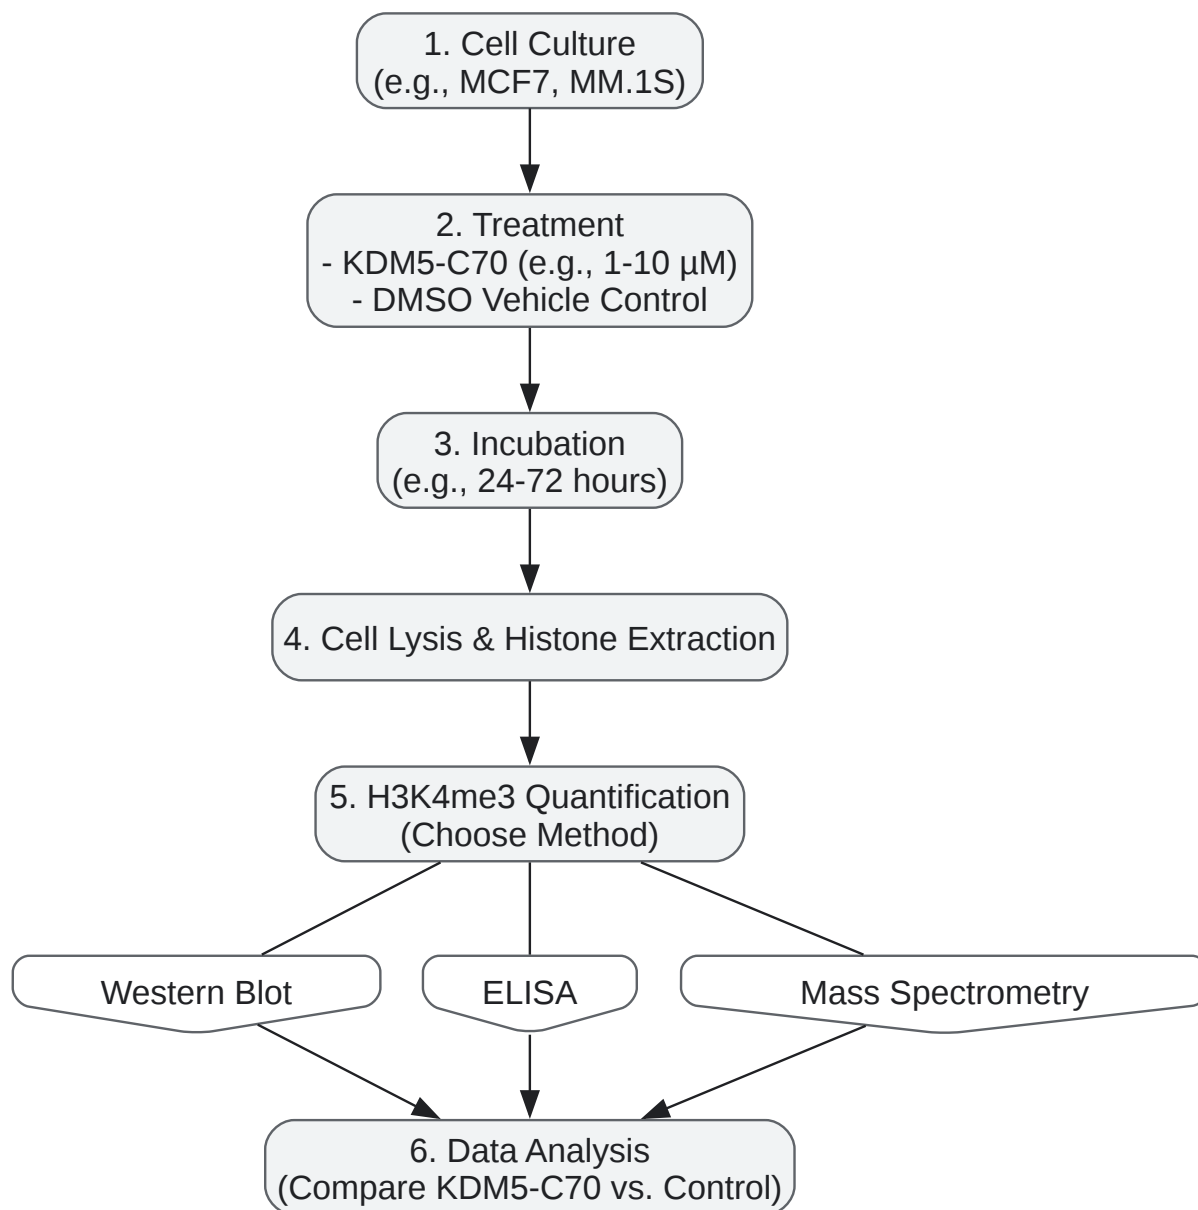 1. Cell Culture
(e.g., MCF7, MM.1S)
2. Treatment
- KDM5-C70 (e.g., 1-10 µM)
- DMSO Vehicle Control
3. Incubation
(e.g., 24-72 hours)
4. Cell Lysis & Histone Extraction
5. H3K4me3 Quantification
(Choose Method)
Western Blot
ELISA
Mass Spectrometry
6. Data Analysis
(Compare KDM5-C70 vs. Control)